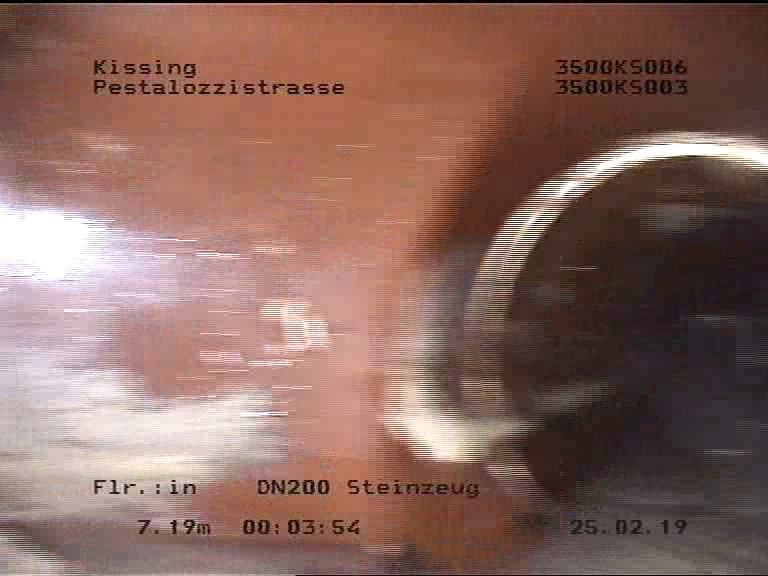 Kissing 3500KS006
Pestalozzistrasse 3500KS003
Flr.:in DN200 Steinzeug
7.19m 00:03:54 25.02.19